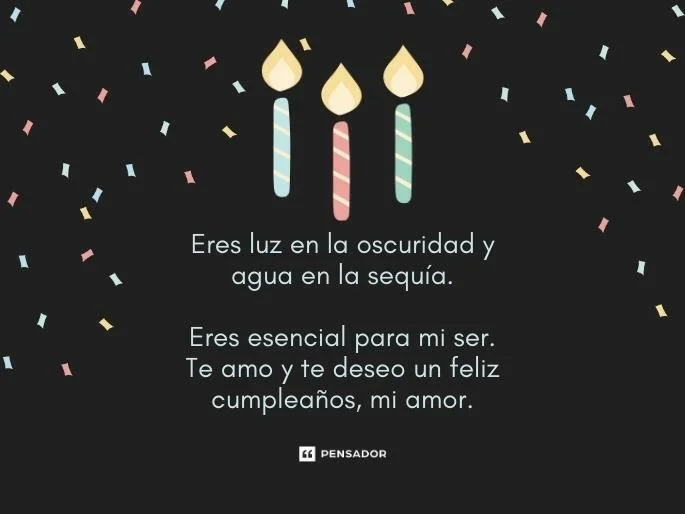 Eres luz en la oscuridad y
agua en la sequía.
Eres esencial para mi ser.
Te amo y te deseo un feliz
cumpleaños, mi amor.
PENSADOR